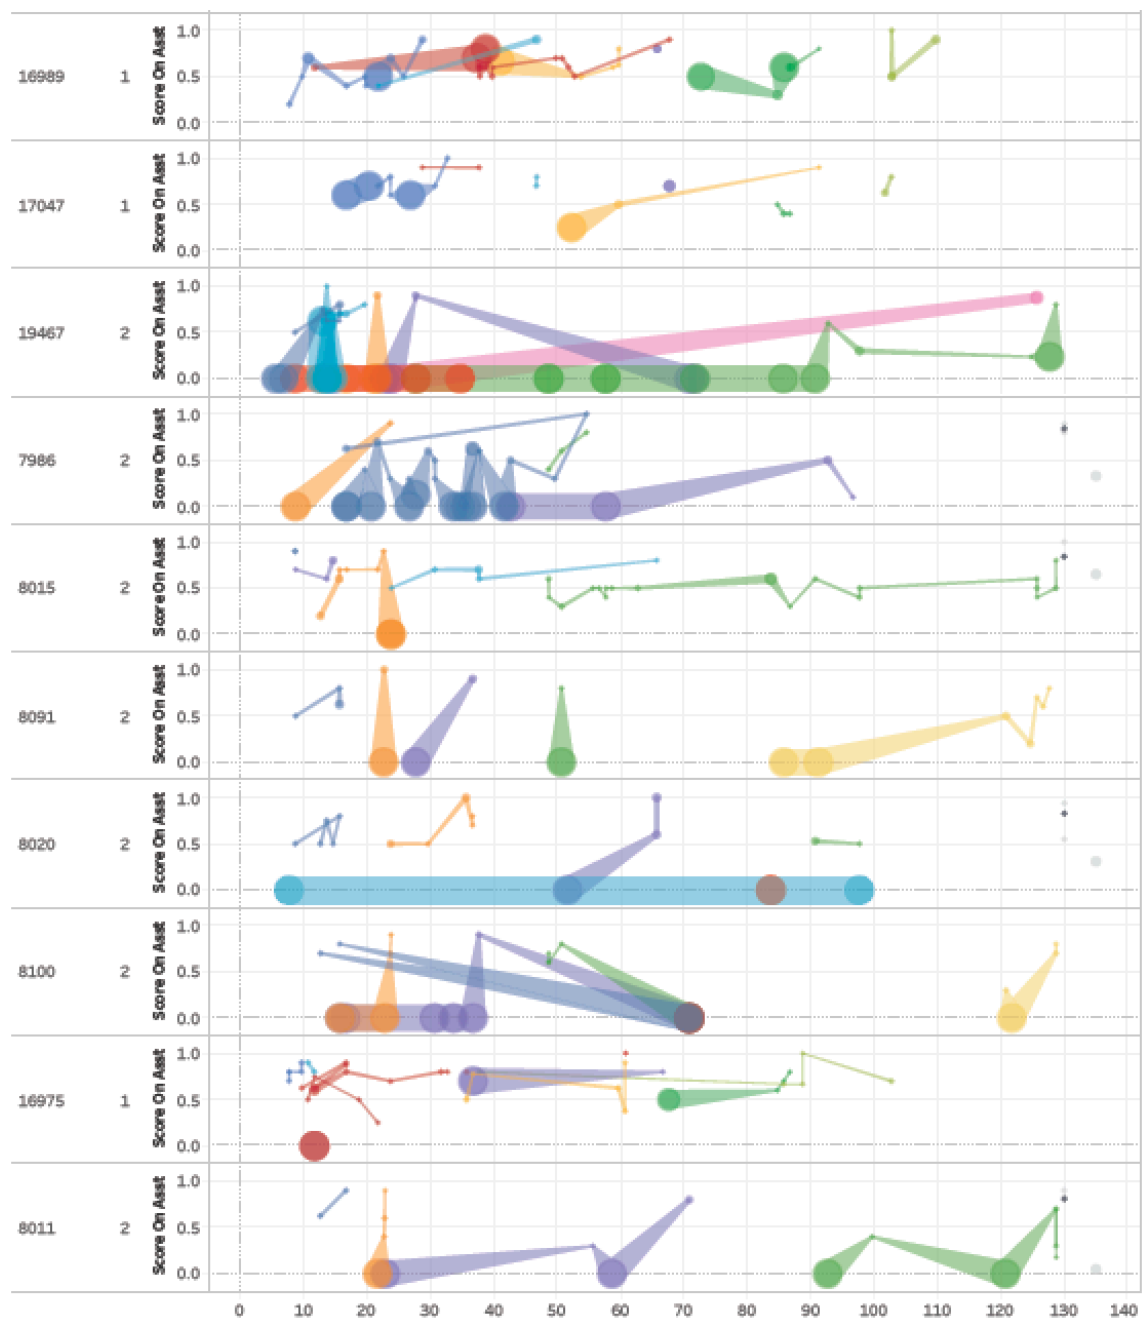 16989 1 Score On Asst 1.0 0.5 0.0
17047 1 Score On Asst 1.0 0.5 0.0
19467 2 Score On Asst 1.0 0.5 0.0
7986 2 Score On Asst 1.0 0.5 0.0
8015 2 Score On Asst 1.0 0.5 0.0
8091 2 Score On Asst 1.0 0.5 0.0
8020 2 Score On Asst 1.0 0.5 0.0
8100 2 Score On Asst 1.0 0.5 0.0
16975 1 Score On Asst 1.0 0.5 0.0
8011 2 Score On Asst 1.0 0.5 0.0
0 10 20 30 40 50 60 70 80 90 100 110 120 130 140